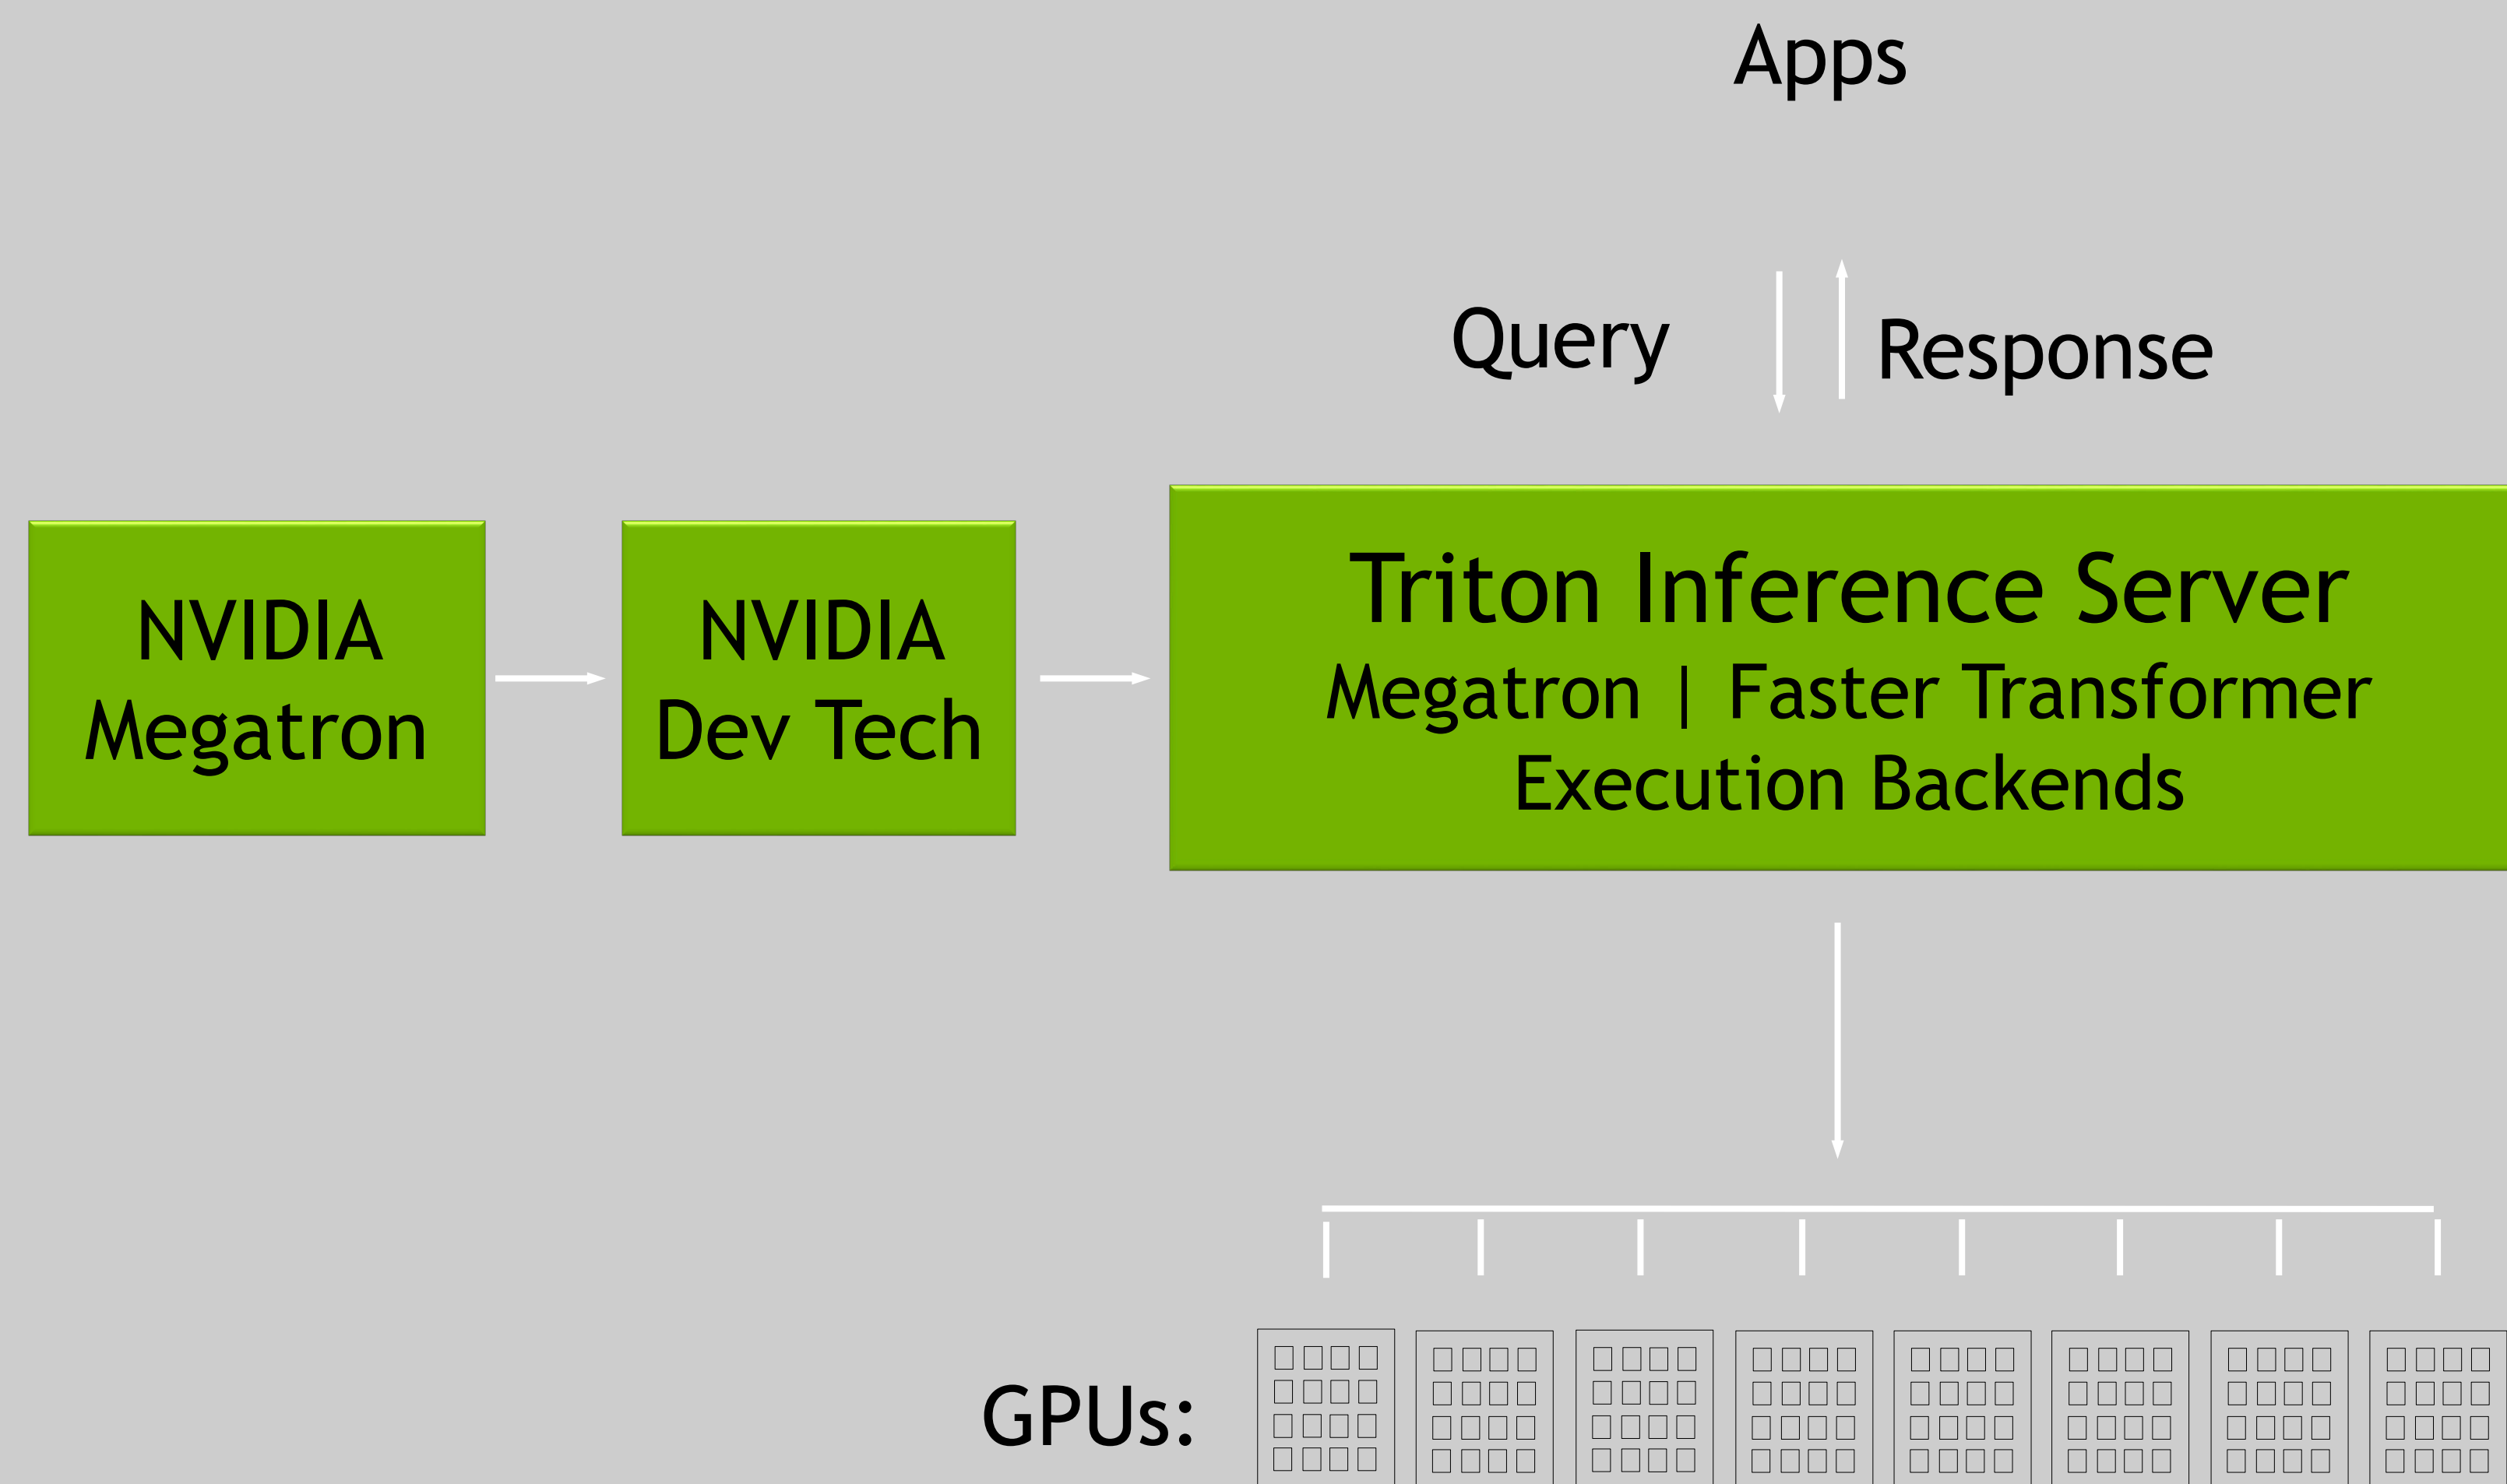 Apps
Query
Response
NVIDIA
Megatron
NVIDIA
Dev Tech
Triton Inference Server
Megatron | Faster Transformer
Execution Backends
GPUs: